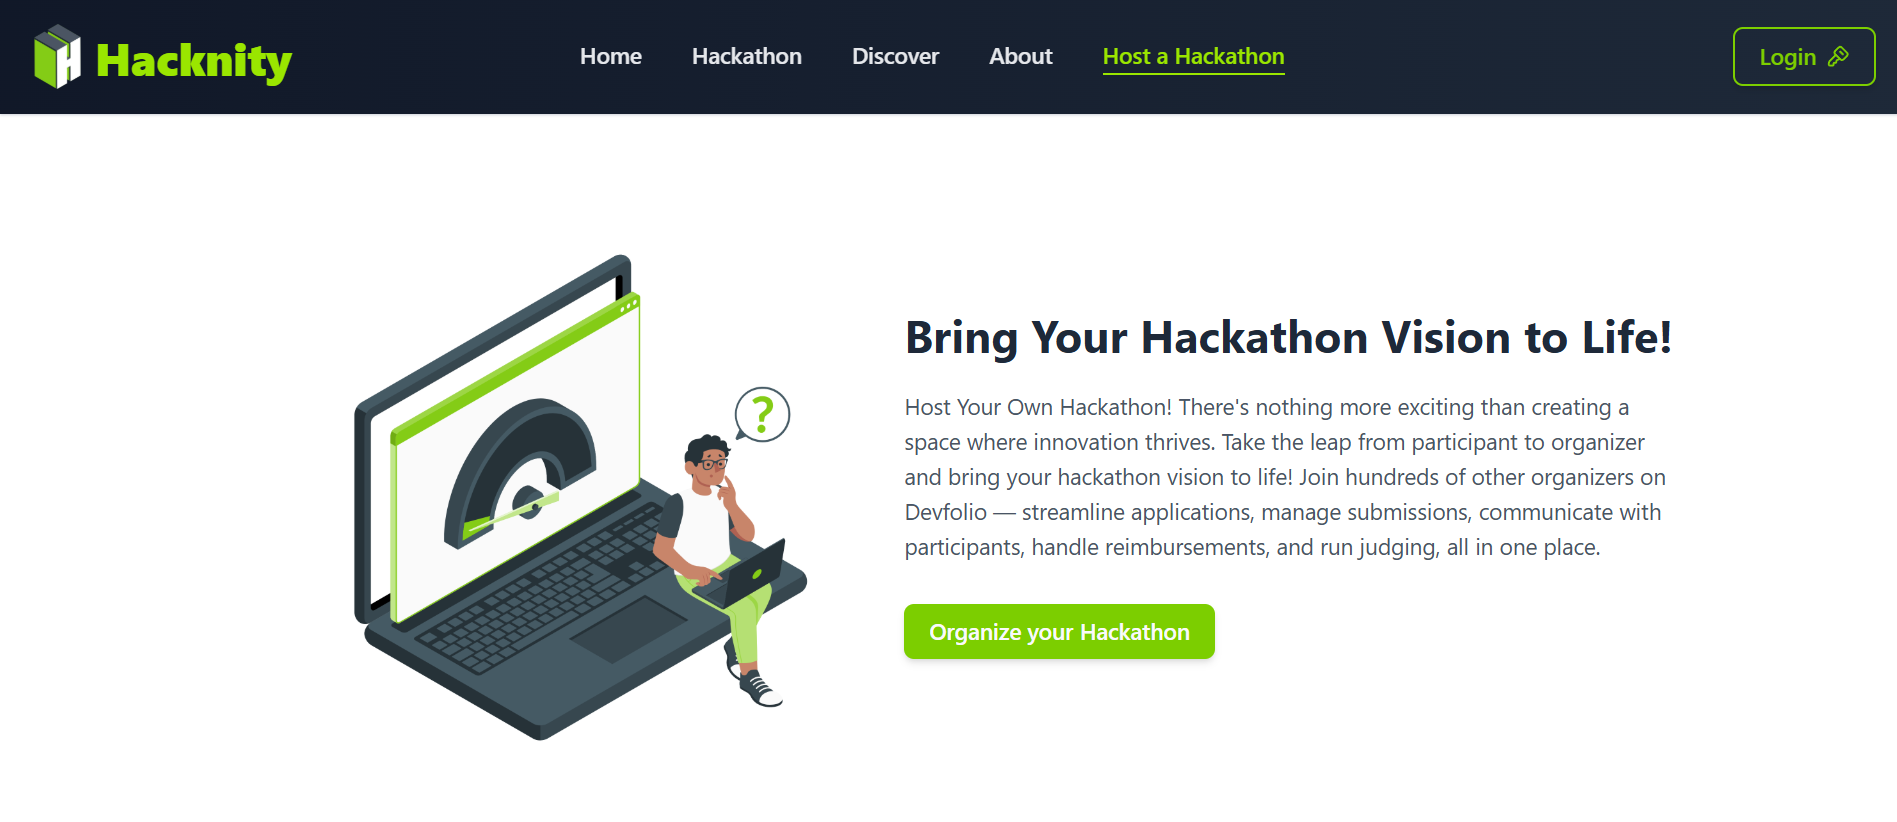 Hacknity
Home Hackathon Discover About Host a Hackathon
Login
?
Bring Your Hackathon Vision to Life!
Host Your Own Hackathon! There's nothing more exciting than creating a
space where innovation thrives. Take the leap from participant to organizer
and bring your hackathon vision to life! Join hundreds of other organizers on
Devfolio — streamline applications, manage submissions, communicate with
participants, handle reimbursements, and run judging, all in one place.
Organize your Hackathon